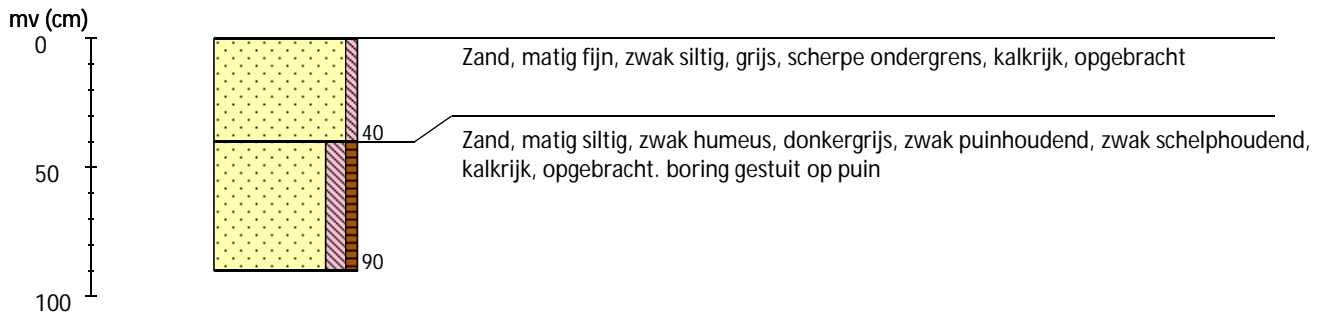 mv (cm)
0
Zand, matig fijn, zwak siltig, grijs, scherpe ondergrens, kalkrijk, opgebracht
40
Zand, matig siltig, zwak humeus, donkergrijs, zwak puinhoudend, zwak schelphoudend,
kalkrijk, opgebracht. boring gestuit op puin
50
90
100